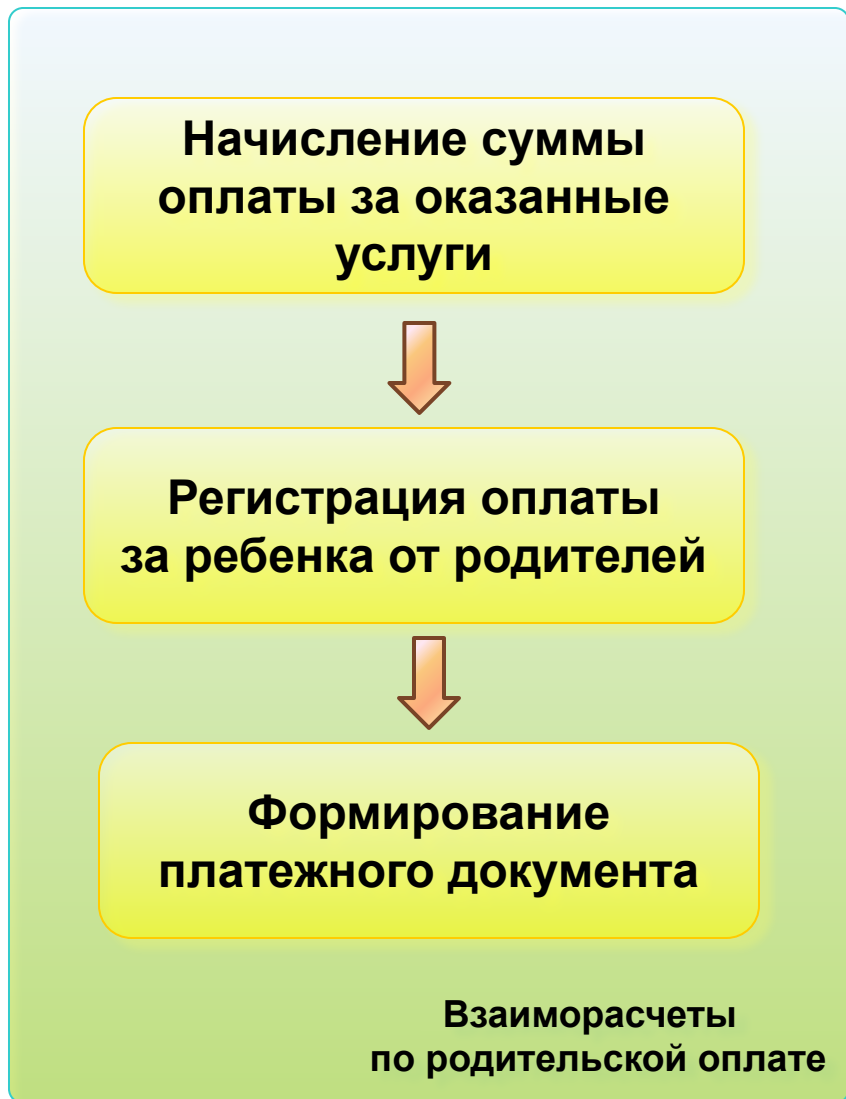 Начисление суммы
оплаты за оказанные
услуги
Регистрация оплаты
за ребенка от родителей
Формирование
платежного документа
Взаиморасчеты
по родительской оплате